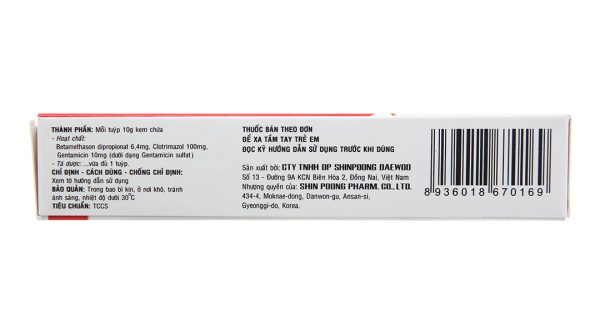 THÀNH PHẦN: Mỗi tuýp 10g kem chứa
- Hoạt chất:
Betamethason dipropionat 6,4mg, Clotrimazol 100mg,
Gentamicin 10mg (dưới dạng Gentamicin sulfat)
- Tá dược: ...vừa đủ 1 tuýp.
CHỈ ĐỊNH - CÁCH DÙNG - CHỐNG CHỈ ĐỊNH:
Xem tờ hướng dẫn sử dụng
BẢO QUẢN: Trong bao bì kín, ở nơi khô, tránh
ánh sáng, nhiệt độ dưới 30°C
TIÊU CHUẨN: TCCS
THUỐC BÁN THEO ĐƠN
ĐỂ XA TẦM TAY TRẺ EM
ĐỌC KỸ HƯỚNG DẪN SỬ DỤNG TRƯỚC KHI DÙNG
Sản xuất bởi: CTY TNHH DP SHINPOONG DAEWOO
Số 13 - Đường 9A KCN Biên Hòa 2, Đồng Nai, Việt Nam
Nhượng quyền của: SHIN POONG PHARM. CO.,LTD.
434-4, Moknae-dong, Danwon-gu, Ansan-si,
Gyeonggi-do, Korea.
8 936018 670169